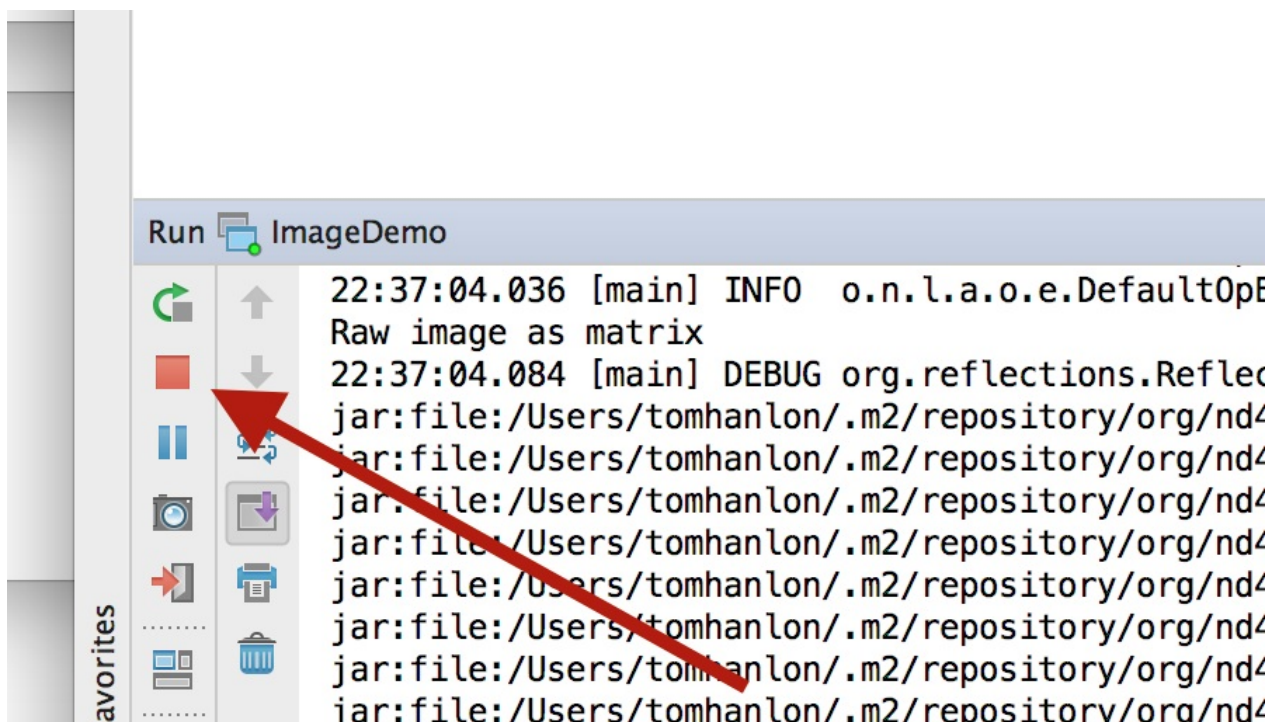 Run ImageDemo
22:37:04.036 [main] INFO  o.n.l.a.o.e.DefaultOpE
Raw image as matrix
22:37:04.084 [main] DEBUG org.reflections.Reflec
jar:file:/Users/tomhanlon/.m2/repository/org/nd4
jar:file:/Users/tomhanlon/.m2/repository/org/nd4
jar:file:/Users/tomhanlon/.m2/repository/org/nd4
jar:file:/Users/tomhanlon/.m2/repository/org/nd4
jar:file:/Users/tomhanlon/.m2/repository/org/nd4
jar:file:/Users/tomhanlon/.m2/repository/org/nd4
jar:file:/Users/tomhanlon/.m2/repository/org/nd4
jar:file:/Users/tomhanlon/.m2/repository/org/nd4
avorites